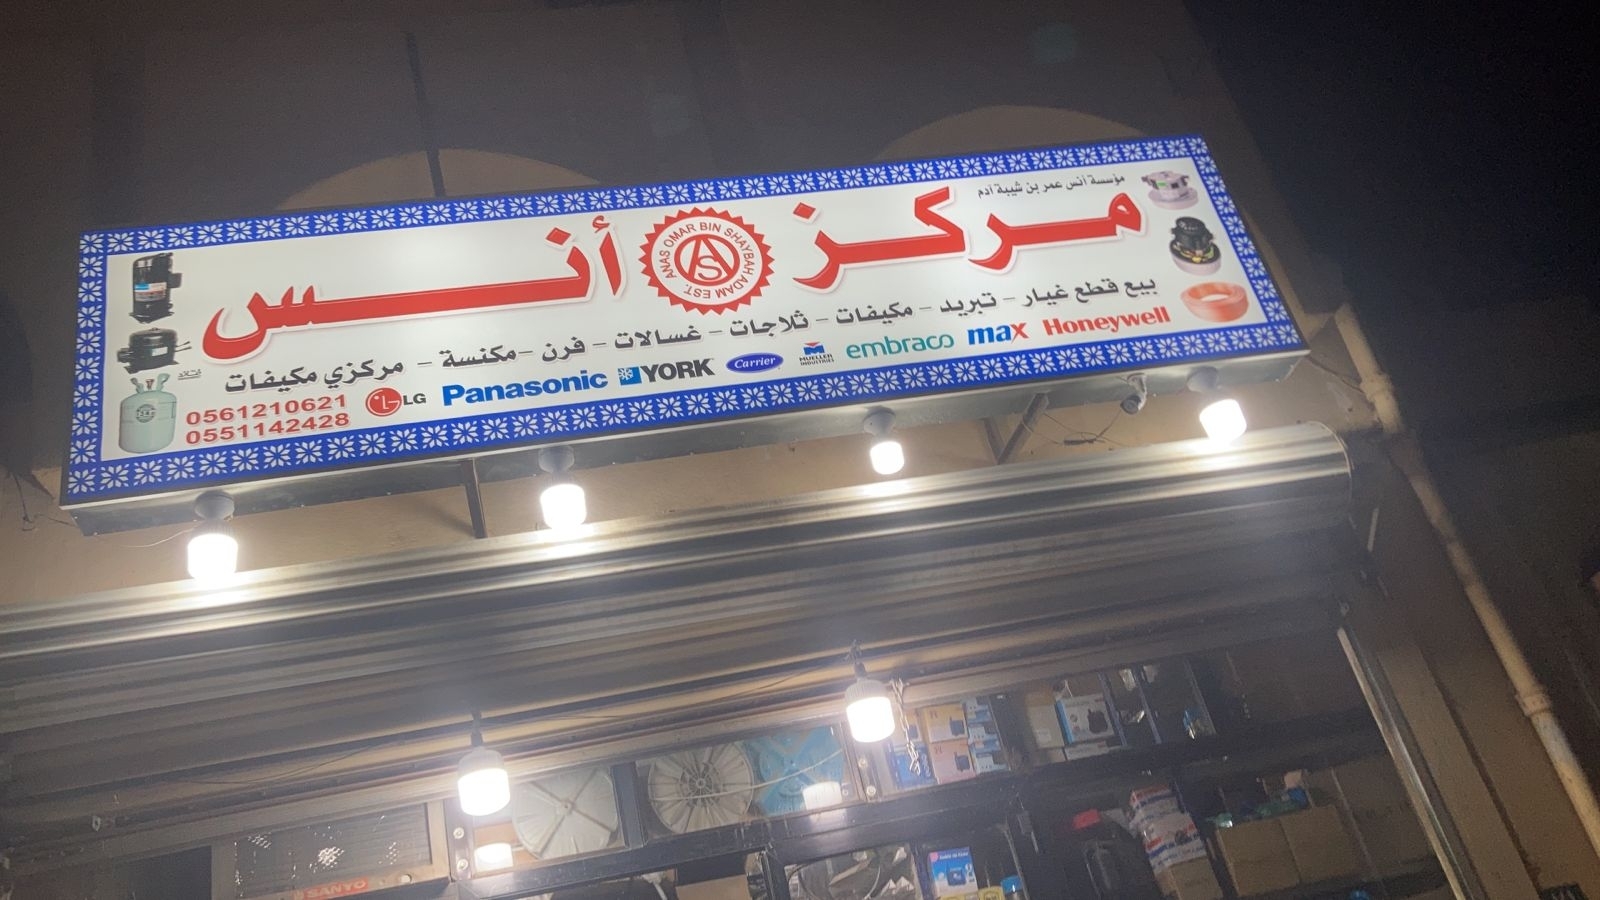 مؤسسة أنس عمر بن شيبة آدم
مركز أنس
ANAS OMAR BIN SHAYBAH ADAM EST.
بيع قطع غيار - تبريد - مكيفات - ثلاجات - غسالات - فرن - مكنسة - مركزي مكيفات
LG Panasonic YORK Carrier MUELLER INDUSTRIES embraco max Honeywell
0561210621
0551142428
SANYO